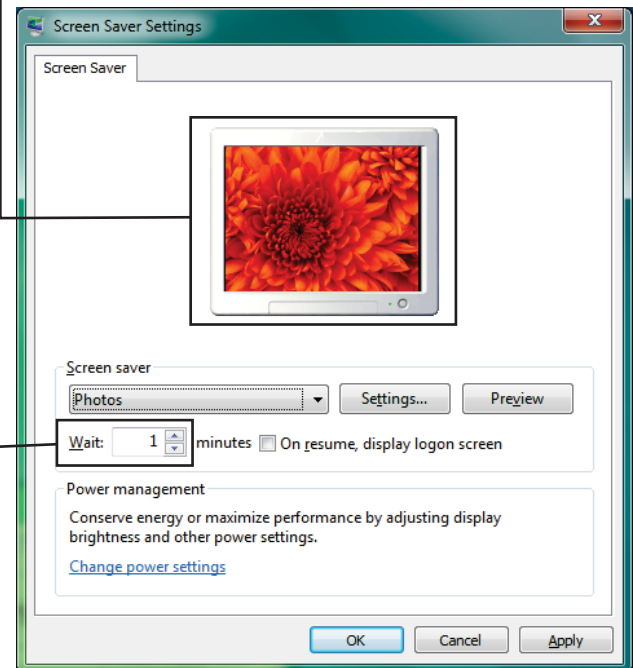 Screen Saver Settings
Screen Saver
Screen saver
Photos Settings... Preview
Wait: 1 minutes On resume, display logon screen
Power management
Conserve energy or maximize performance by adjusting display
brightness and other power settings.
Change power settings
OK Cancel Apply